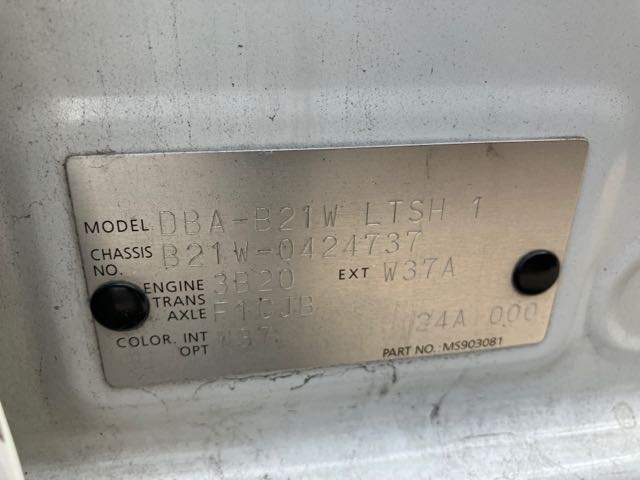 MODEL DBA-B21W LTSH 1
CHASSIS NO. B21W-0424737
ENGINE 3B20 EXT W37A
TRANS AXLE F1CJB
COLOR. INT OPT W37 24A 000
PART NO.: MS903081